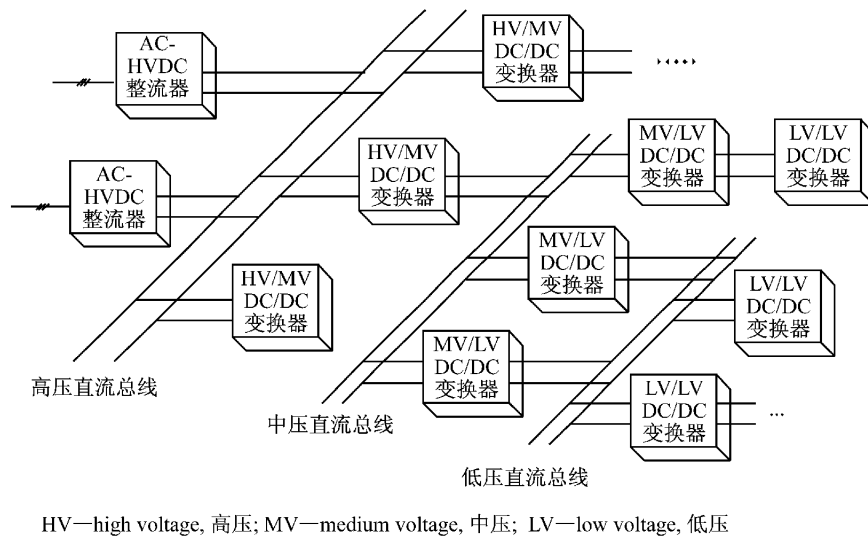 HV/MV
DC/DC
变换器
.....
AC-
HVDC
整流器
HV/MV
DC/DC
变换器
MV/LV
DC/DC
变换器
LV/LV
DC/DC
变换器
AC-
HVDC
整流器
MV/LV
DC/DC
变换器
HV/MV
DC/DC
变换器
LV/LV
DC/DC
变换器
MV/LV
DC/DC
变换器
LV/LV
DC/DC
变换器
...
高压直流总线
中压直流总线
低压直流总线
HV—high voltage, 高压; MV—medium voltage, 中压; LV—low voltage, 低压